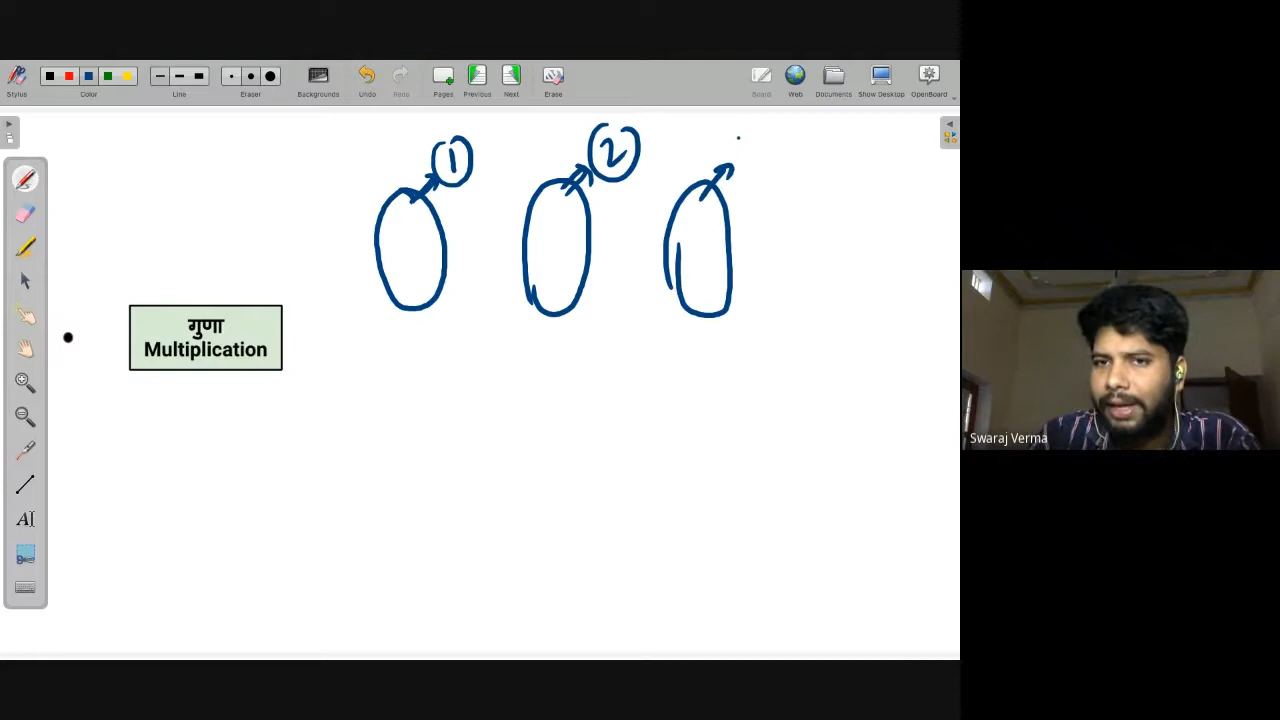 Stylus
Color
Line
Eraser
Backgrounds
Undo
Redo
Pages
Previous
Next
Erase
Board
Web
Documents
Show Desktop
OpenBoard
1
2
गुणा
Multiplication
Swaraj Verma